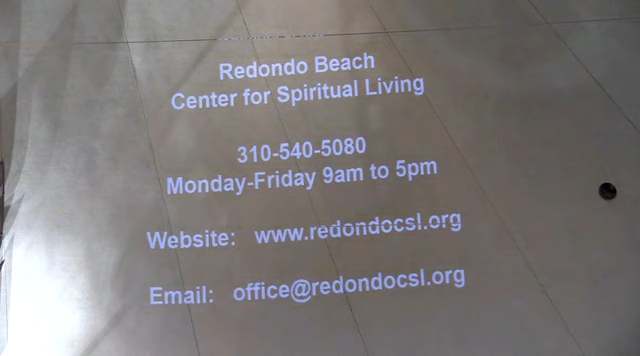 Redondo Beach
Center for Spiritual Living
310-540-5080
Monday-Friday 9am to 5pm
Website: www.redondocsl.org
Email: office@redondocsl.org